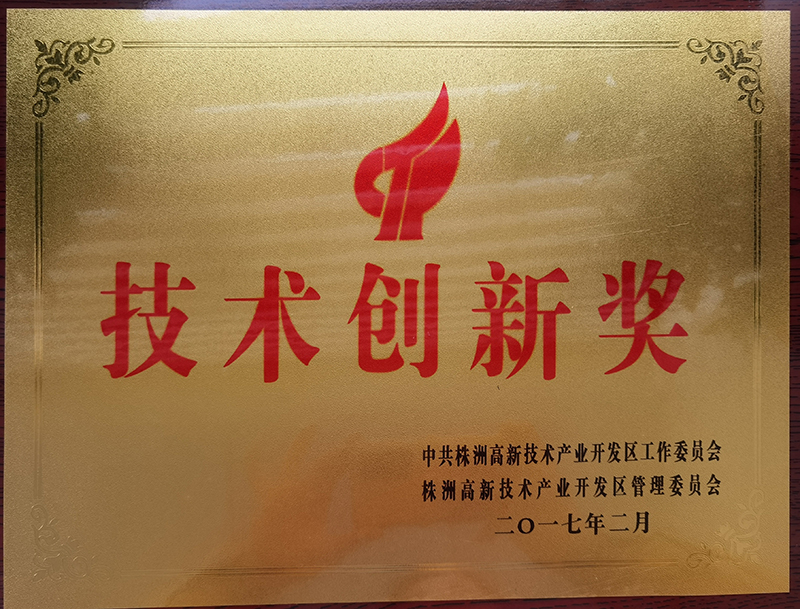 技术创新奖
中共株洲高新技术产业开发区工作委员会
株洲高新技术产业开发区管理委员会
二〇一七年二月